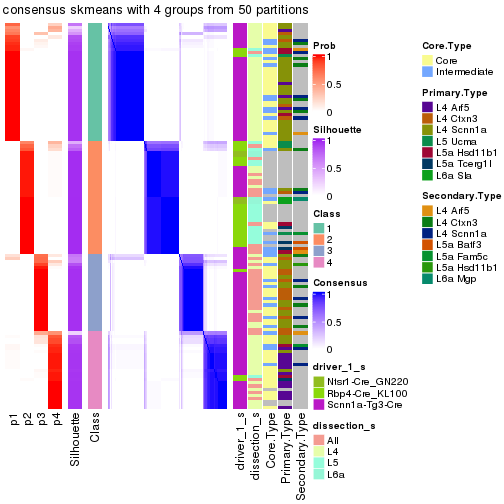 consensus skmeans with 4 groups from 50 partitions
Prob
1
0.5
0
Silhouette
1
0.5
0
Class
1
2
3
4
Consensus
1
0.5
0
driver_1_s
Ntsr1-Cre_GN220
Rbp4-Cre_KL100
Scnn1a-Tg3-Cre
dissection_s
All
L4
L5
L6a
Core.Type
Core
Intermediate
Primary.Type
L4 Arf5
L4 Ctxn3
L4 Scnn1a
L5 Ucma
L5a Hsd11b1
L5a Tcerg1l
L6a Sla
Secondary.Type
L4 Arf5
L4 Ctxn3
L4 Scnn1a
L5a Batf3
L5a Fam5c
L5a Hsd11b1
L6a Mgp
p1
p2
p3
p4
Silhouette
Class
driver_1_s
dissection_s
Core.Type
Primary.Type
Secondary.Type